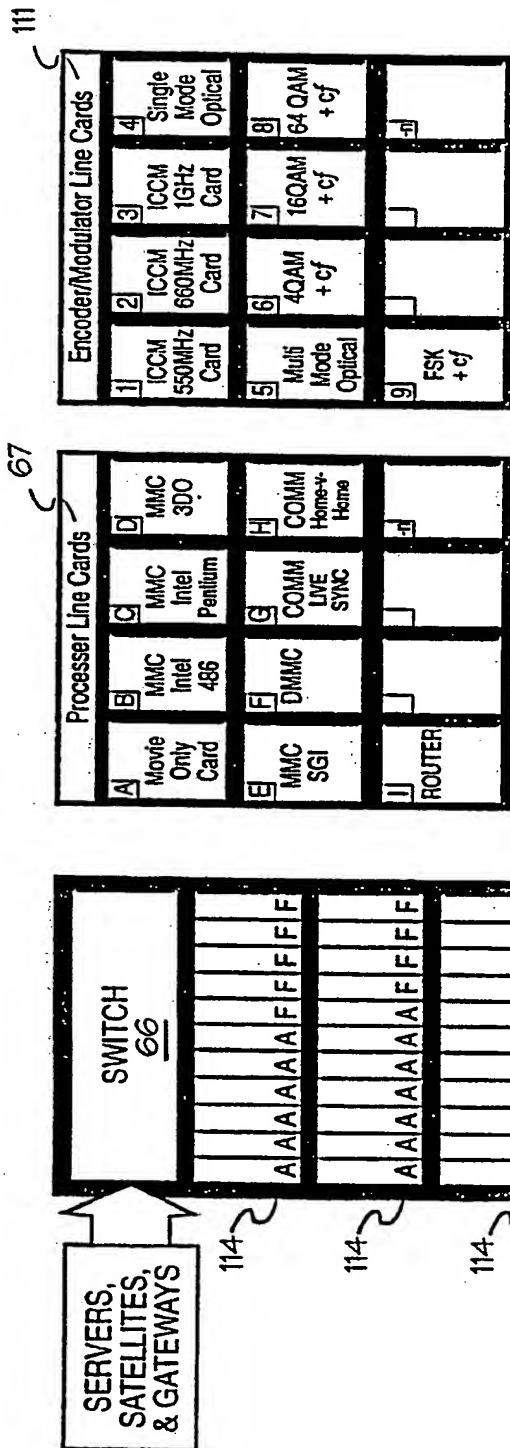 SERVERS,
SATELLITES,
& GATEWAYS
SWITCH
66
A A A A A A F F F F F
114
A A A A A A F F F F F
114
114
67
Processer Line Cards
A
Movie
Only
Card
B
MMC
Intel
486
C
MMC
Intel
Pentium
D
MMC
3DO
E
MMC
SGI
F
DMMC
G
COMM
LIVE
SYNC
H
COMM
Home-v-
Home
I
ROUTER
-n
111
Encoder/Modulator Line Cards
1
ICCM
550MHz
Card
2
ICCM
660MHz
Card
3
ICCM
1GHz
Card
4
Single
Mode
Optical
5
Multi
Mode
Optical
6
4QAM
+ cf
7
16QAM
+ cf
8
64 QAM
+ cf
9
FSK
+ cf
-n